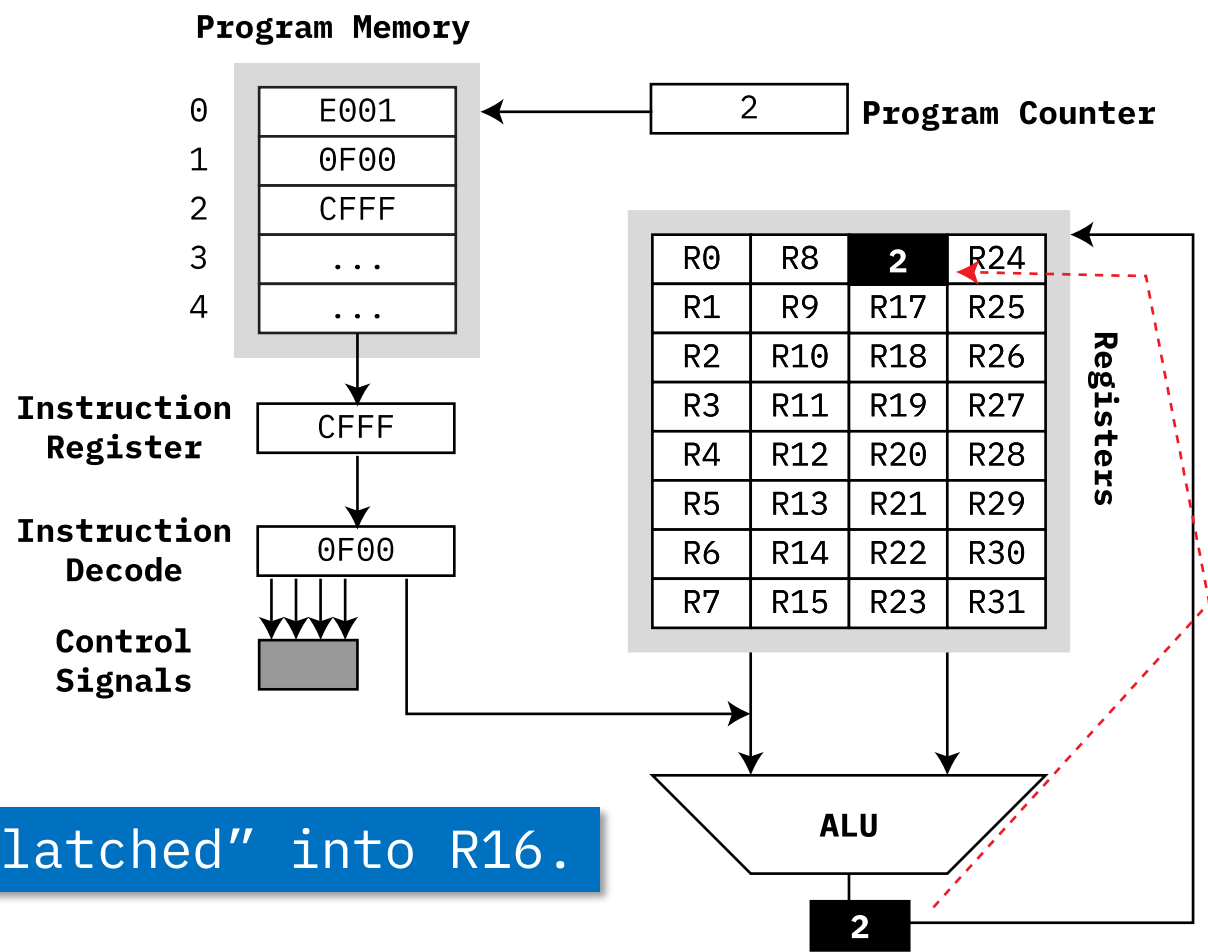 Program Memory
0 E001
1 0F00
2 CFFF
3 ...
4 ...
2 Program Counter
R0 R8 2 R24
R1 R9 R17 R25
R2 R10 R18 R26
R3 R11 R19 R27
R4 R12 R20 R28
R5 R13 R21 R29
R6 R14 R22 R30
R7 R15 R23 R31
Registers
Instruction
Register
CFFF
Instruction
Decode
0F00
Control
Signals
ALU
latched” into R16.
2